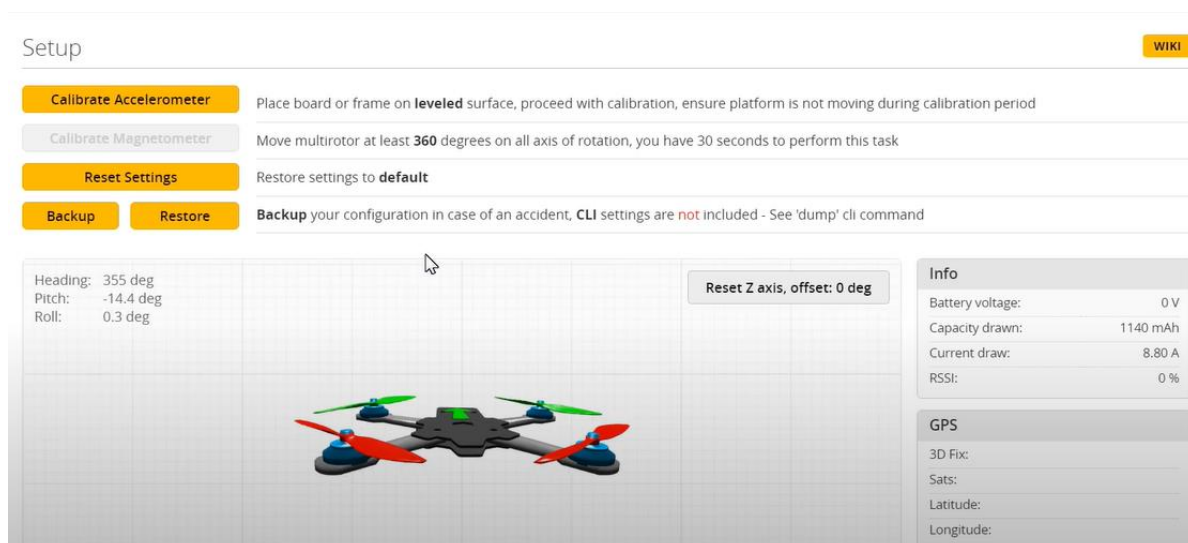 Setup
WIKI
Calibrate Accelerometer
Place board or frame on leveled surface, proceed with calibration, ensure platform is not moving during calibration period
Calibrate Magnetometer
Move multirotor at least 360 degrees on all axis of rotation, you have 30 seconds to perform this task
Reset Settings
Restore settings to default
Backup
Restore
Backup your configuration in case of an accident, CLI settings are not included - See 'dump' cli command
Heading: 355 deg
Pitch: -14.4 deg
Roll: 0.3 deg
Reset Z axis, offset: 0 deg
Info
Battery voltage: 0 V
Capacity drawn: 1140 mAh
Current draw: 8.80 A
RSSI: 0 %
GPS
3D Fix:
Sats:
Latitude:
Longitude: